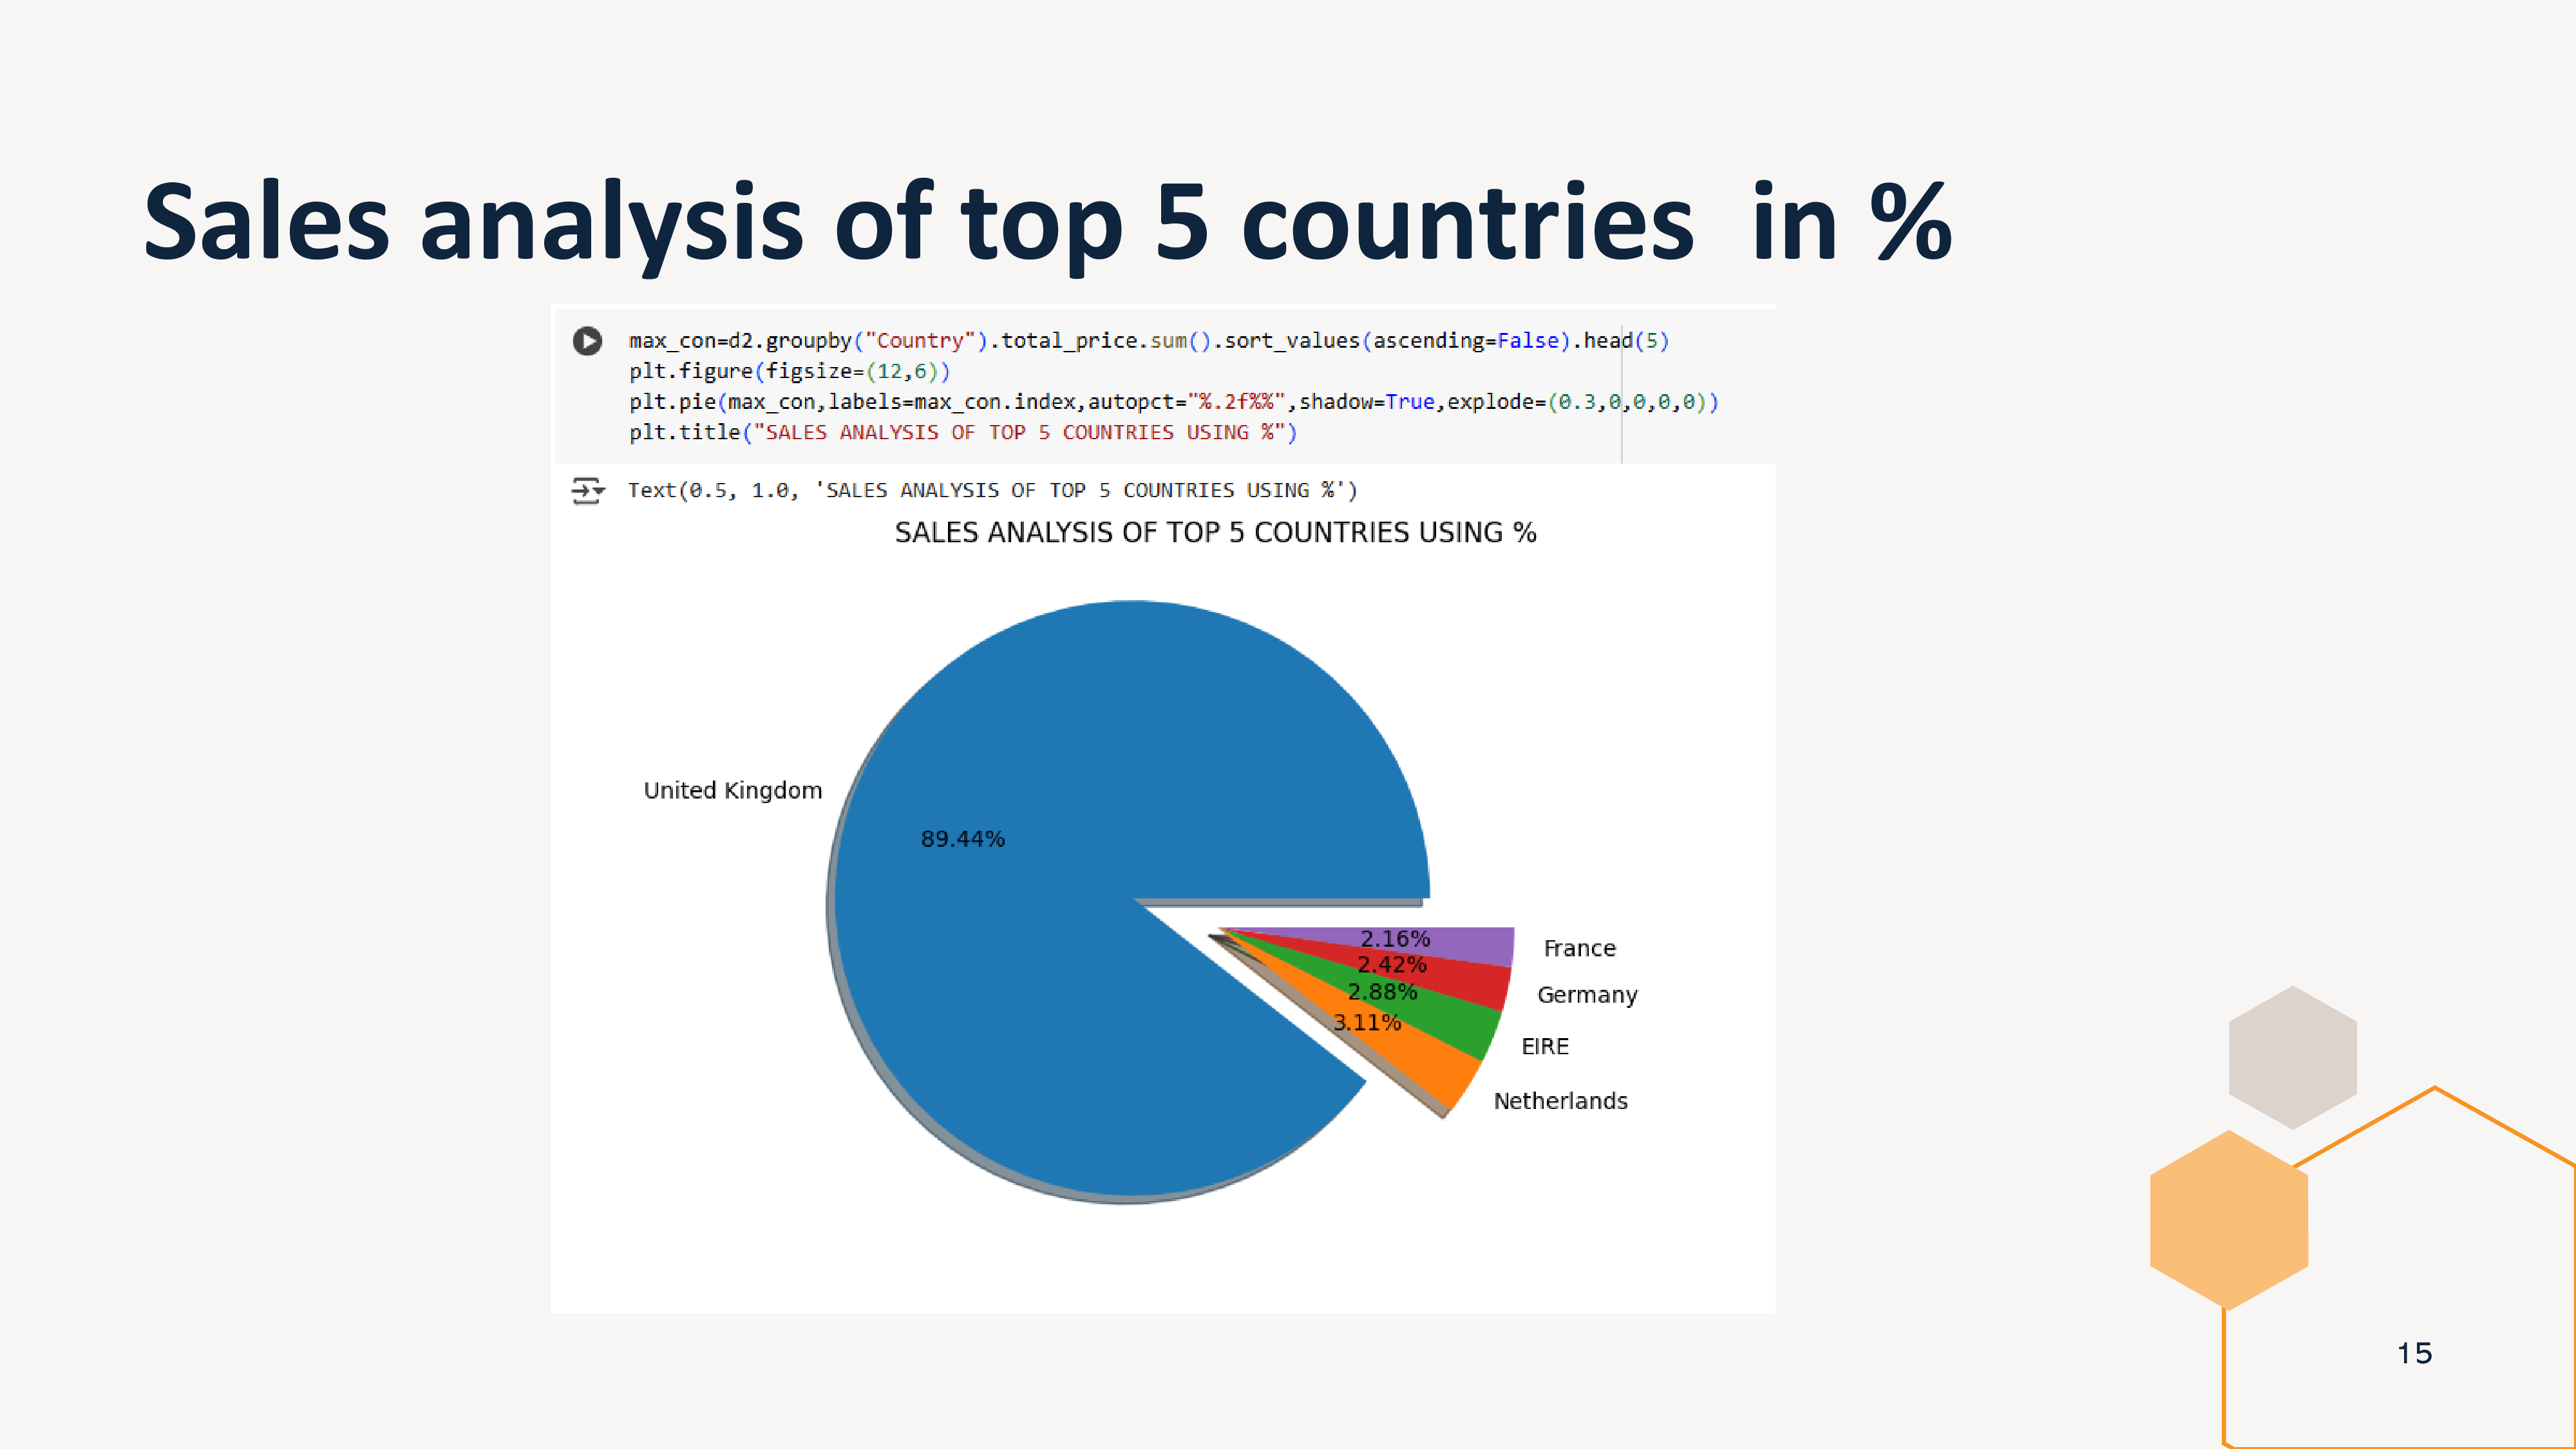 Sales analysis of top 5 countries  in %
max_con=d2.groupby("Country").total_price.sum().sort_values(ascending=False).head(5)
plt.figure(figsize=(12,6))
plt.pie(max_con,labels=max_con.index,autopct="%.2f%%",shadow=True,explode=(0.3,0,0,0,0))
plt.title("SALES ANALYSIS OF TOP 5 COUNTRIES USING %")
Text(0.5, 1.0, 'SALES ANALYSIS OF TOP 5 COUNTRIES USING %')
SALES ANALYSIS OF TOP 5 COUNTRIES USING %
United Kingdom
89.44%
2.16%
France
2.42%
Germany
2.88%
EIRE
3.11%
Netherlands
15